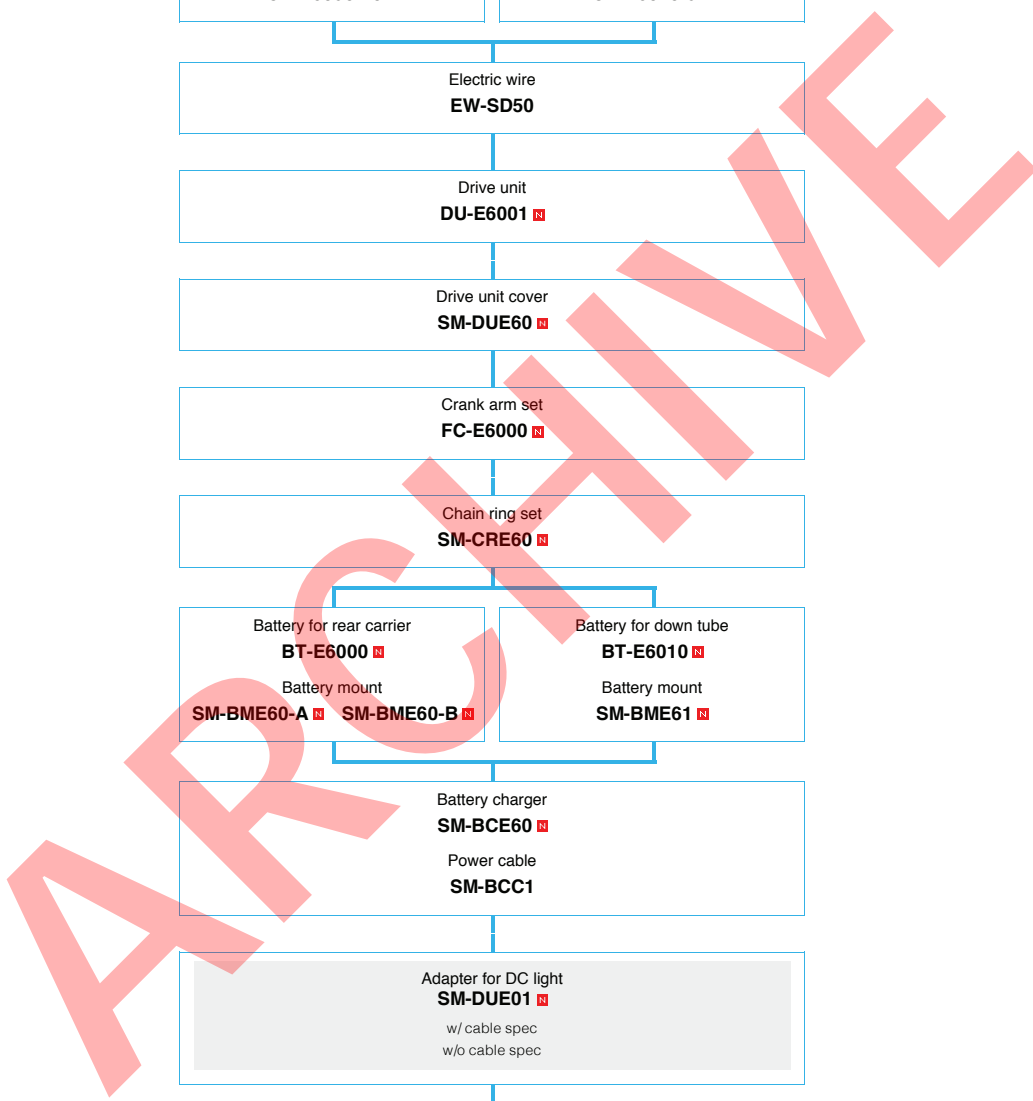 Electric wire
EW-SD50
Drive unit
DU-E6001 N
Drive unit cover
SM-DUE60 N
Crank arm set
FC-E6000 N
Chain ring set
SM-CRE60 N
Battery for rear carrier
BT-E6000 N
Battery mount
SM-BME60-A N SM-BME60-B N
Battery for down tube
BT-E6010 N
Battery mount
SM-BME61 N
Battery charger
SM-BCE60 N
Power cable
SM-BCC1
Adapter for DC light
SM-DUE01 N
w/ cable spec
w/o cable spec
ARCHIVE